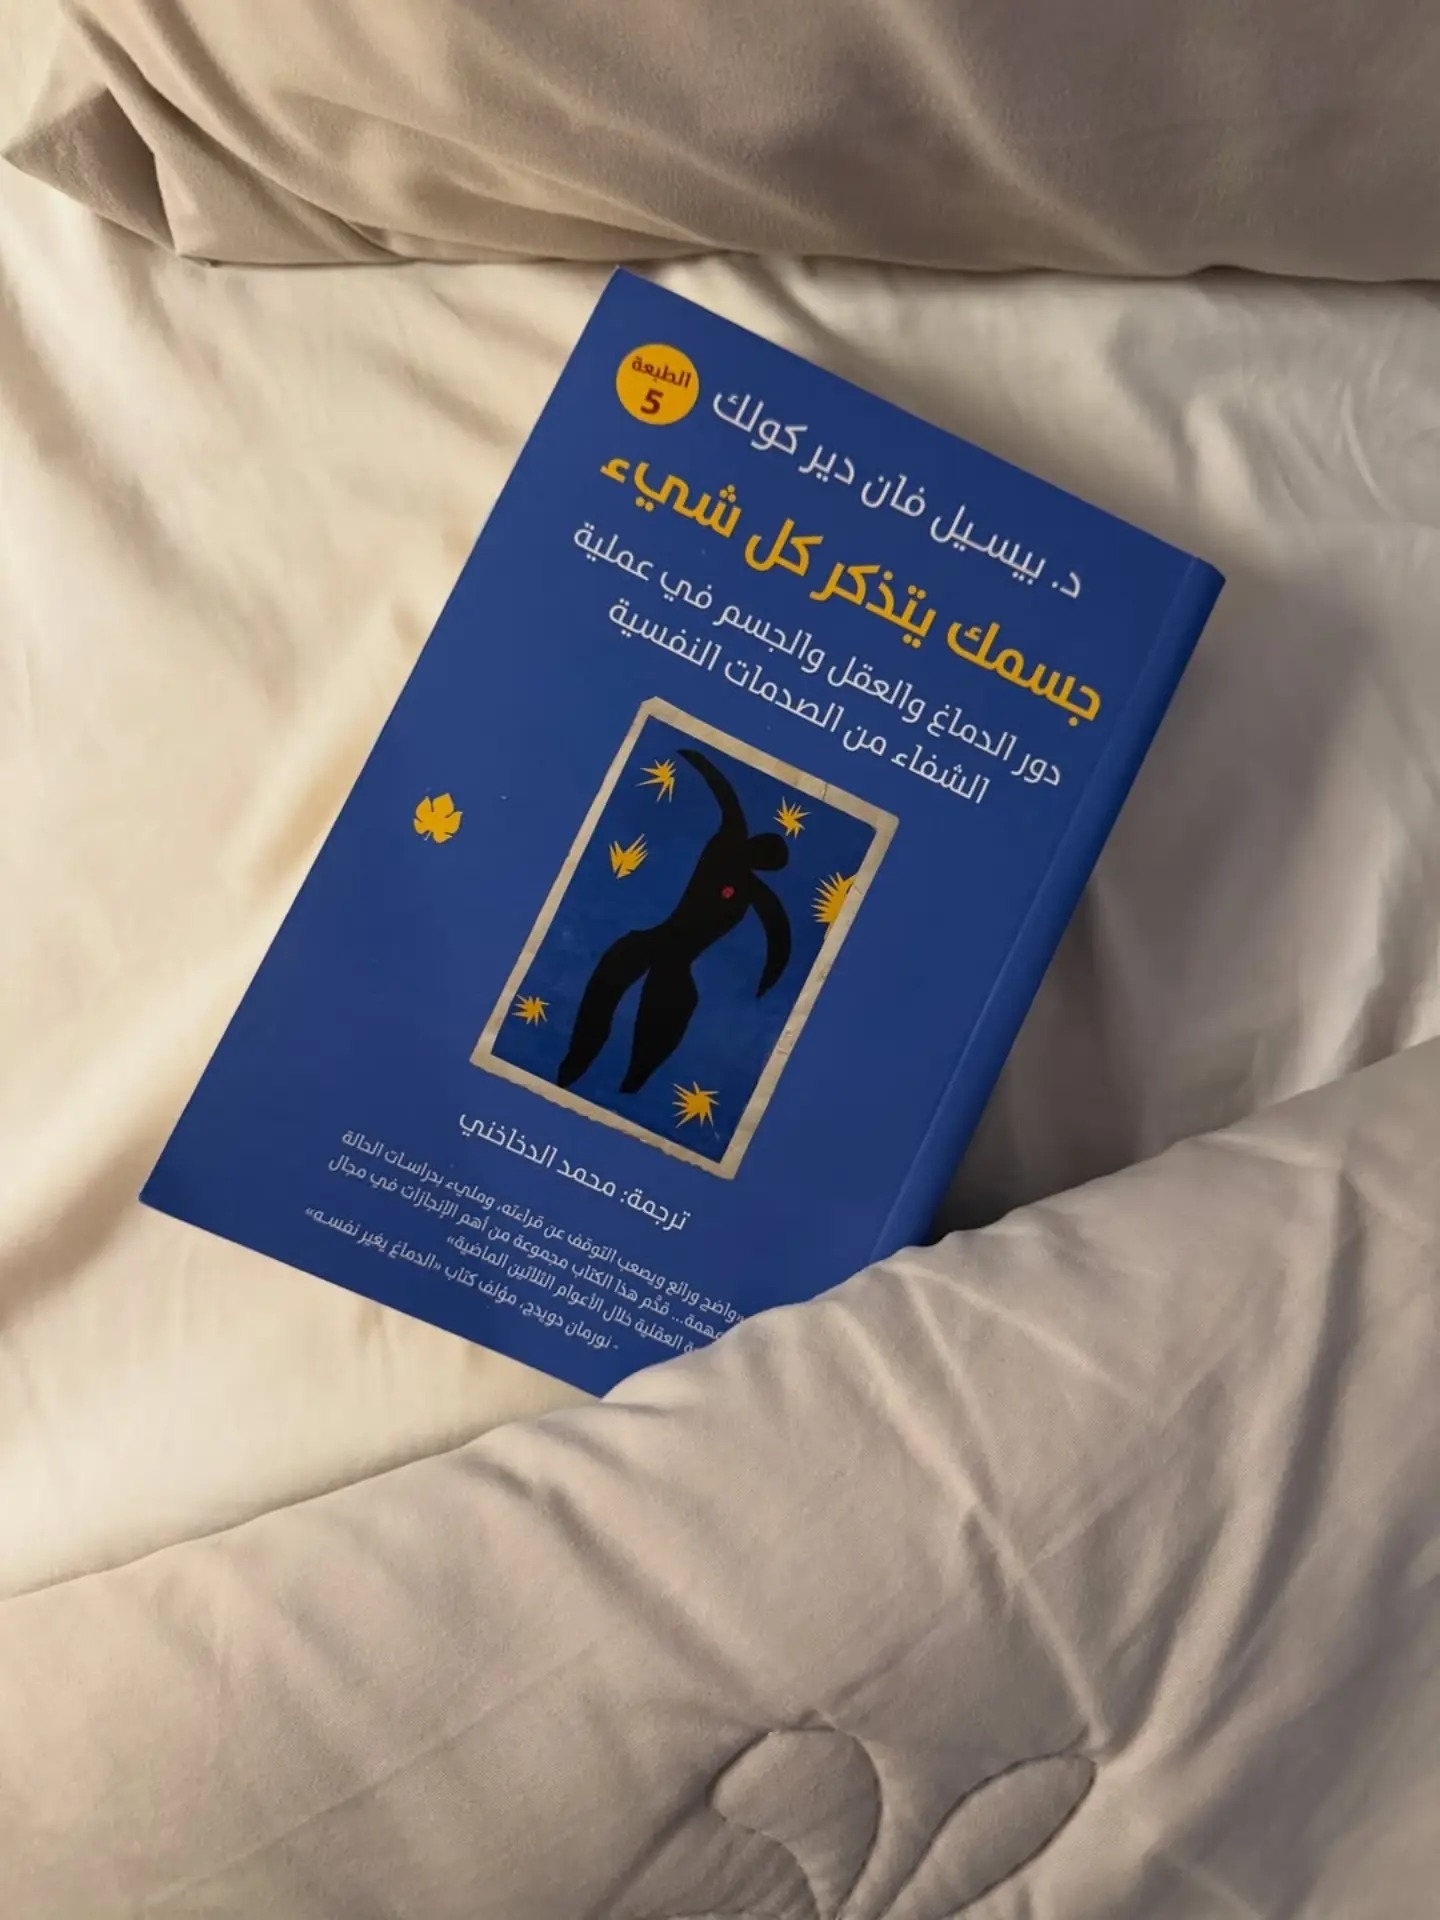 الطبعة
5
د. بيسيل فان دير كولك
جسمك يتذكر كل شيء
دور الدماغ والعقل والجسم في عملية
الشفاء من الصدمات النفسية
ترجمة: محمد الدخاخني
«واضح ورائع ويصعب التوقف عن قراءته، ومليء بدراسات الحالة
مهمة... قدَّم هذا الكتاب مجموعة من أهم الإنجازات في مجال
العقلية خلال الأعوام الثلاثين الماضية»
- نورمان دويدج، مؤلف كتاب «الدماغ يغير نفسه»